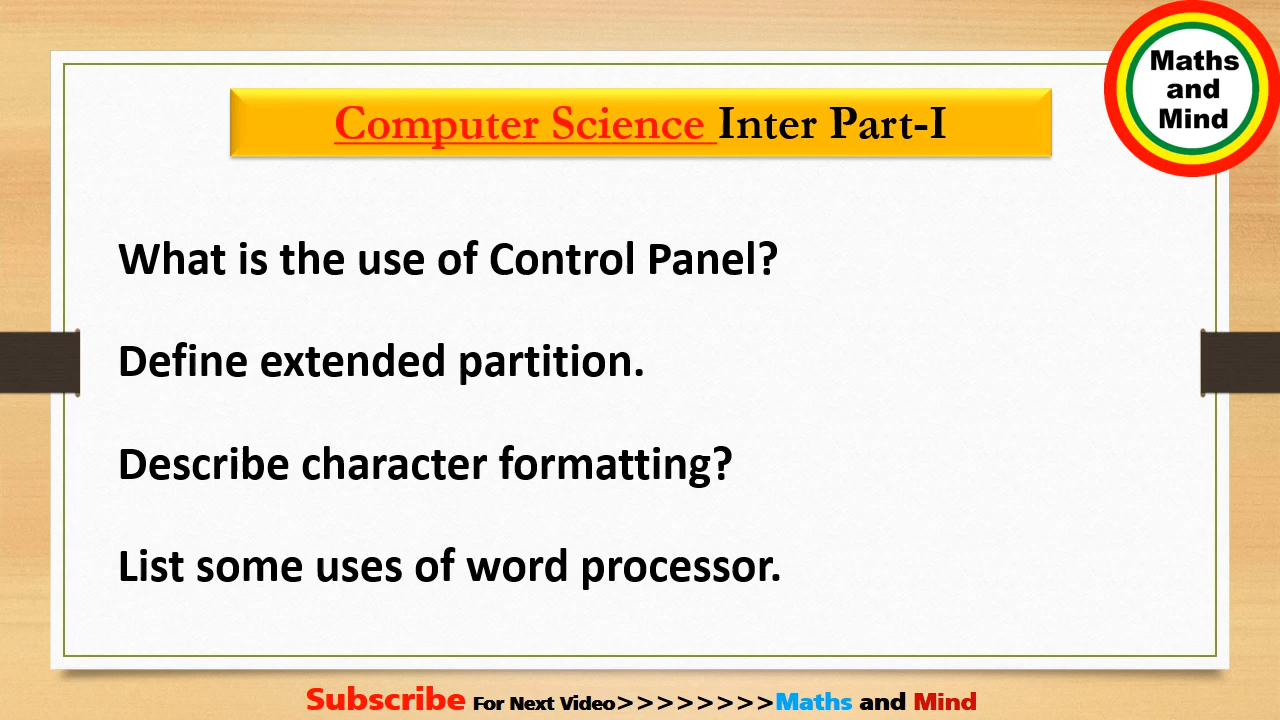 Maths
and
Mind
Computer Science Inter Part-I
What is the use of Control Panel?
Define extended partition.
Describe character formatting?
List some uses of word processor.
Subscribe For Next Video>>>>>>>>Maths and Mind